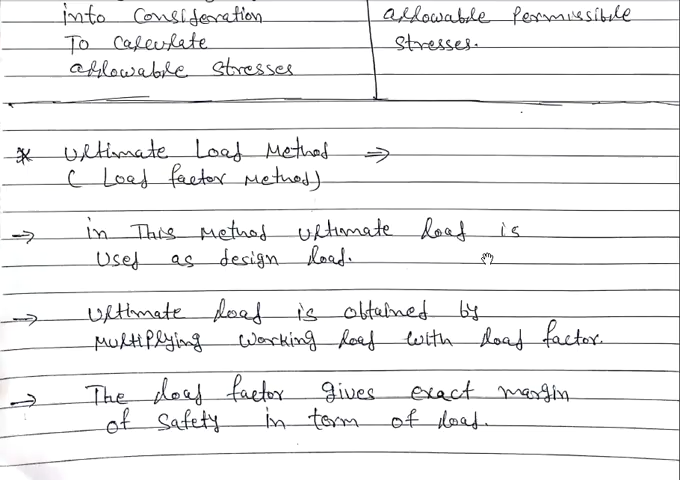 into Consideration
allowable Permissible
To calculate
stresses.
allowable stresses
* Ultimate Load Method ⇒
( Load factor Method)
→ in This Method ultimate load is
used as design load.
→ Ultimate load is obtained by
multiplying working load with load factor.
→ The load factor gives exact margin
of safety in term of load.